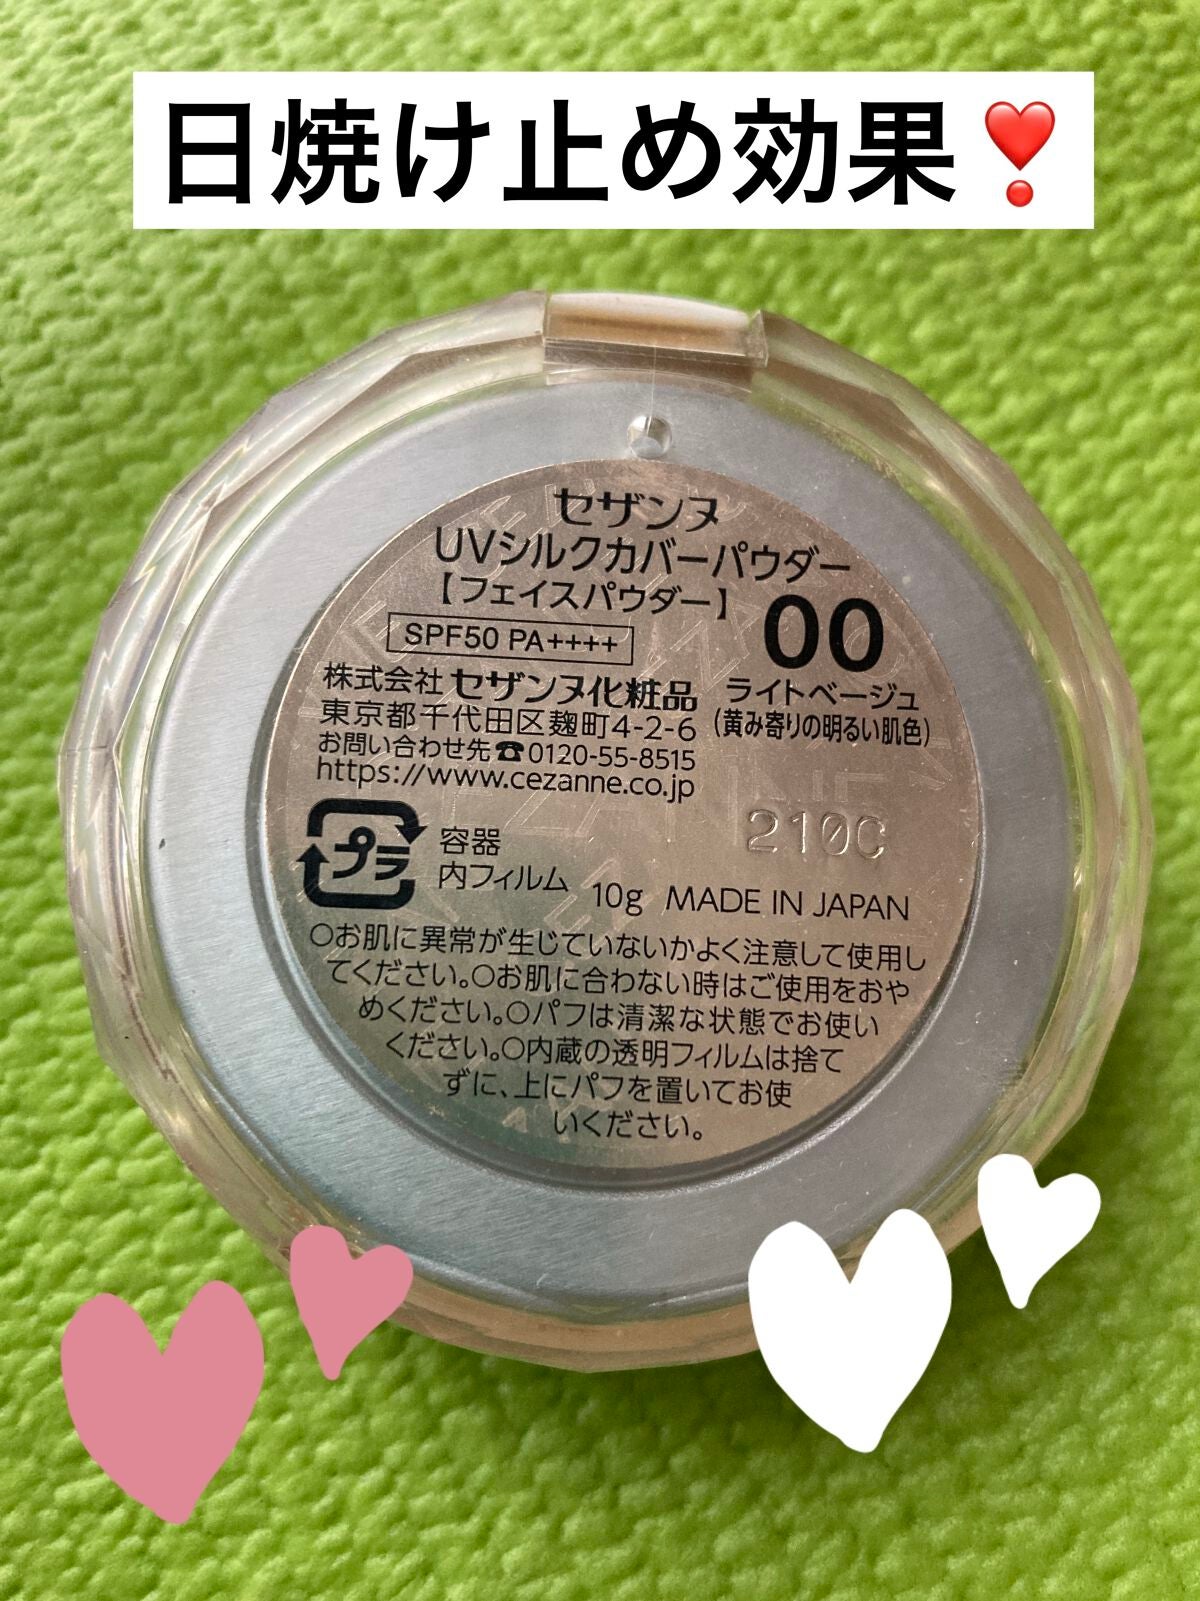 日焼け止め効果❣️
セザンヌ
UVシルクカバーパウダー
【フェイスパウダー】
SPF50 PA++++
00
株式会社 セザンヌ化粧品
ライトベージュ
東京都千代田区麹町4-2-6
(黄み寄りの明るい肌色)
お問い合わせ先☎0120-55-8515
https://www.cezanne.co.jp
210C
プラ
容器
内フィルム
10g MADE IN JAPAN
○お肌に異常が生じていないかよく注意して使用し
てください。○お肌に合わない時はご使用をおや
めください。○パフは清潔な状態でお使い
ください。○内蔵の透明フィルムは捨て
ずに、上にパフを置いてお使
いください。